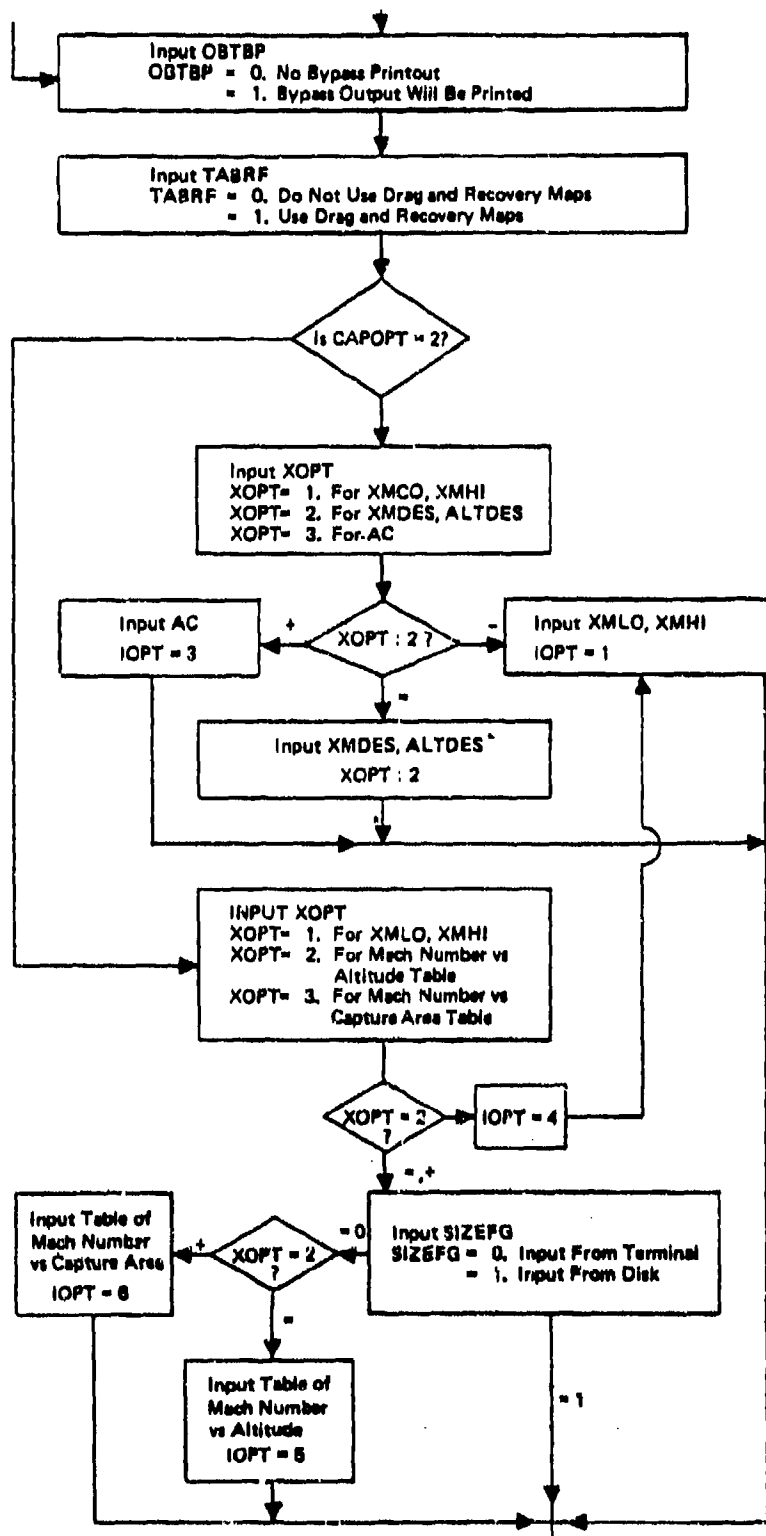 Input OBTBP
OBTBP = 0. No Bypass Printout
= 1. Bypass Output Will Be Printed
Input TABRF
TABRF = 0. Do Not Use Drag and Recovery Maps
= 1. Use Drag and Recovery Maps
Is CAPOPT = 2?
Input XOPT
XOPT= 1. For XMCO, XMHI
XOPT= 2. For XMDES, ALTDES
XOPT= 3. For AC
Input AC
IOPT = 3
+
XOPT : 2 ?
-
Input XMLO, XMHI
IOPT = 1
=
Input XMDES, ALTDES
XOPT : 2
INPUT XOPT
XOPT= 1. For XMLO, XMHI
XOPT= 2. For Mach Number vs
Altitude Table
XOPT= 3. For Mach Number vs
Capture Area Table
XOPT = 2
?
IOPT = 4
=,+
Input Table of
Mach Number
vs Capture Area
IOPT = 6
+
XOPT = 2
?
= 0
Input SIZEFG
SIZEFG = 0. Input From Terminal
= 1. Input From Disk
=
Input Table of
Mach Number
vs Altitude
IOPT = 5
= 1